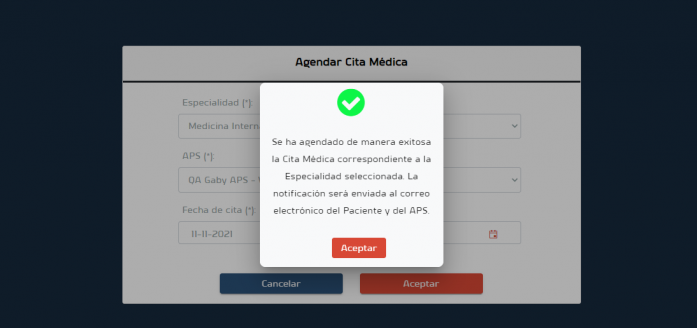 Agendar Cita Médica
Especialidad (*):
Medicina Intern
Se ha agendado de manera exitosa
la Cita Médica correspondiente a la
Especialidad seleccionada. La
notificación será enviada al correo
electrónico del Paciente y del APS.
APS (*):
QA Gaby APS -
Fecha de cita (*):
11-11-2021
Aceptar
Cancelar
Aceptar